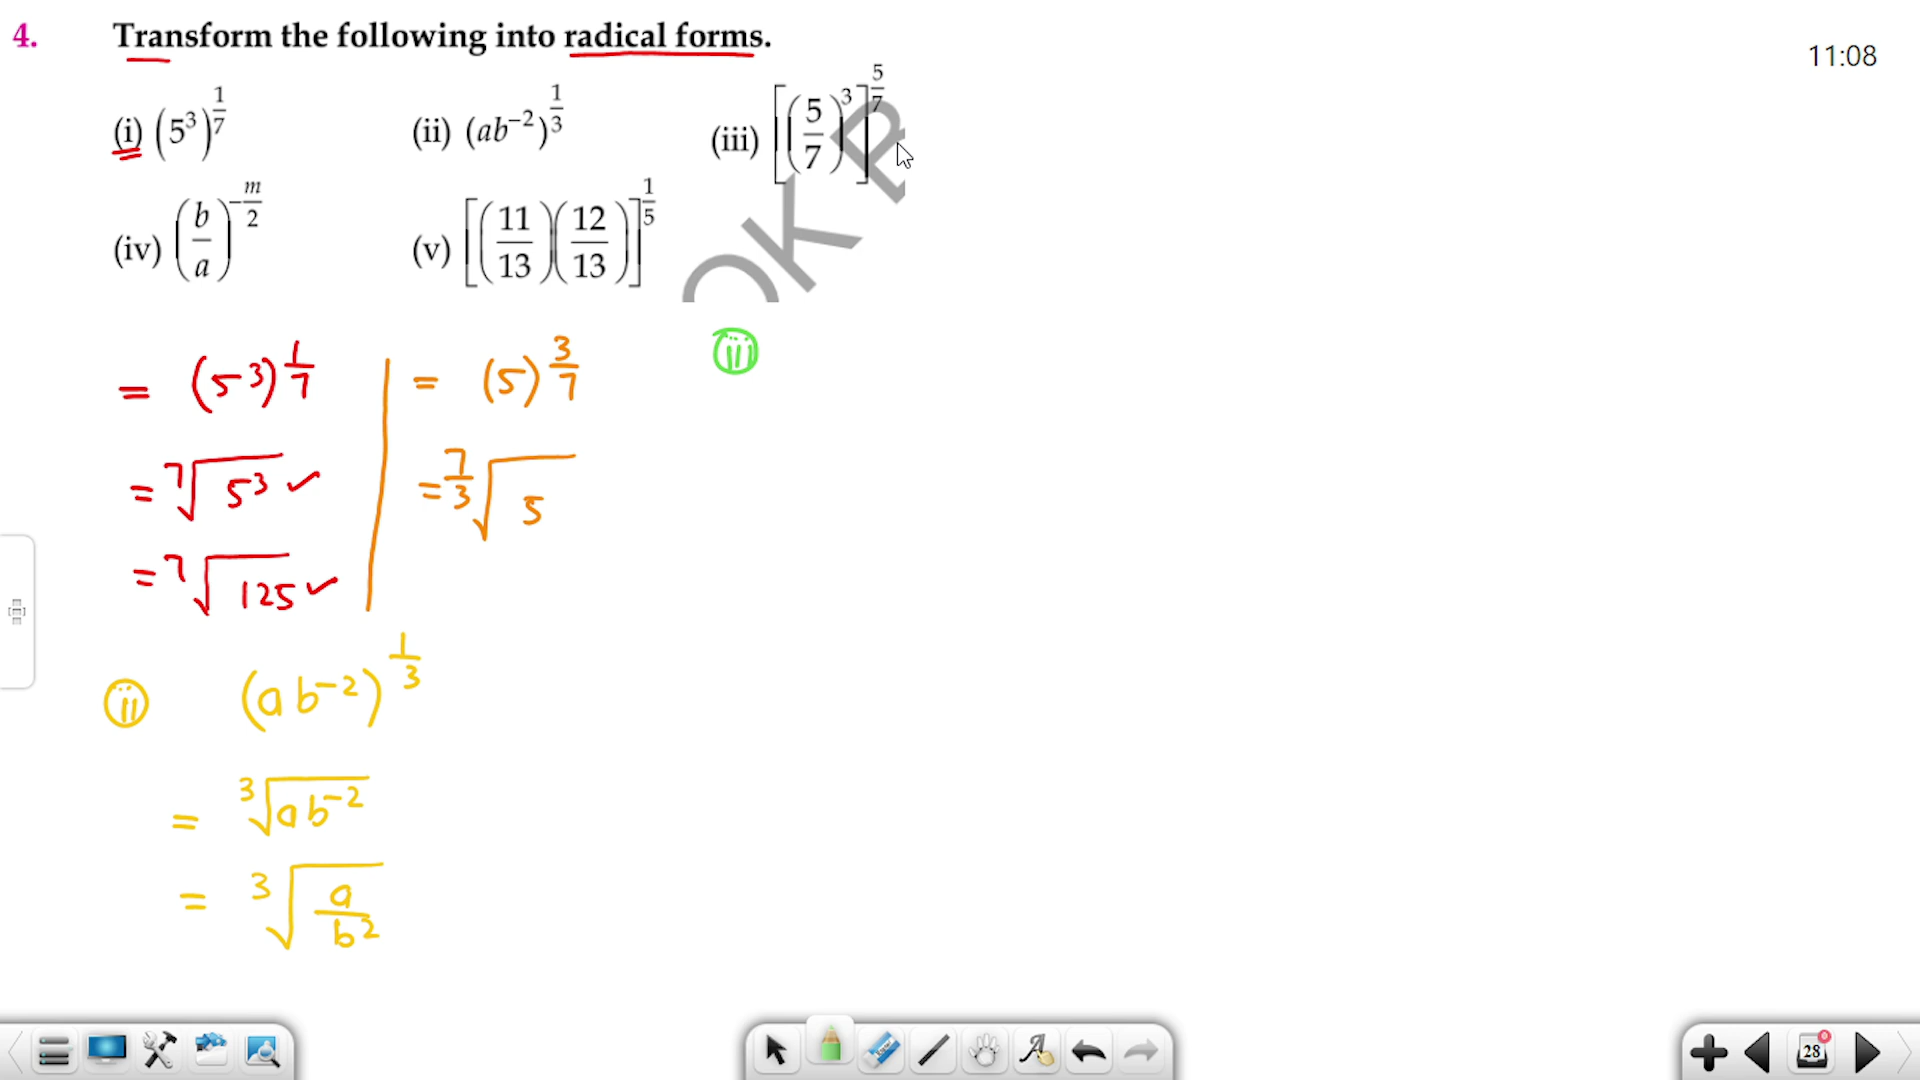 4. Transform the following into radical forms.
11:08
(i) (5³)^(1/7) (ii) (ab⁻²)^(1/3) (iii) [(5/7)³]^(5/7)
(iv) (b/a)^(-m/2) (v) [(11/13)(12/13)]^(1/5)
OK P
= (5³)^(1/7)
= ⁷√5³ ✓
= ⁷√125 ✓
= (5)^(3/7)
= ^(7/3)√5
ii (ab⁻²)^(1/3)
= ³√(ab⁻²)
= ³√(a/b²)
iii
28